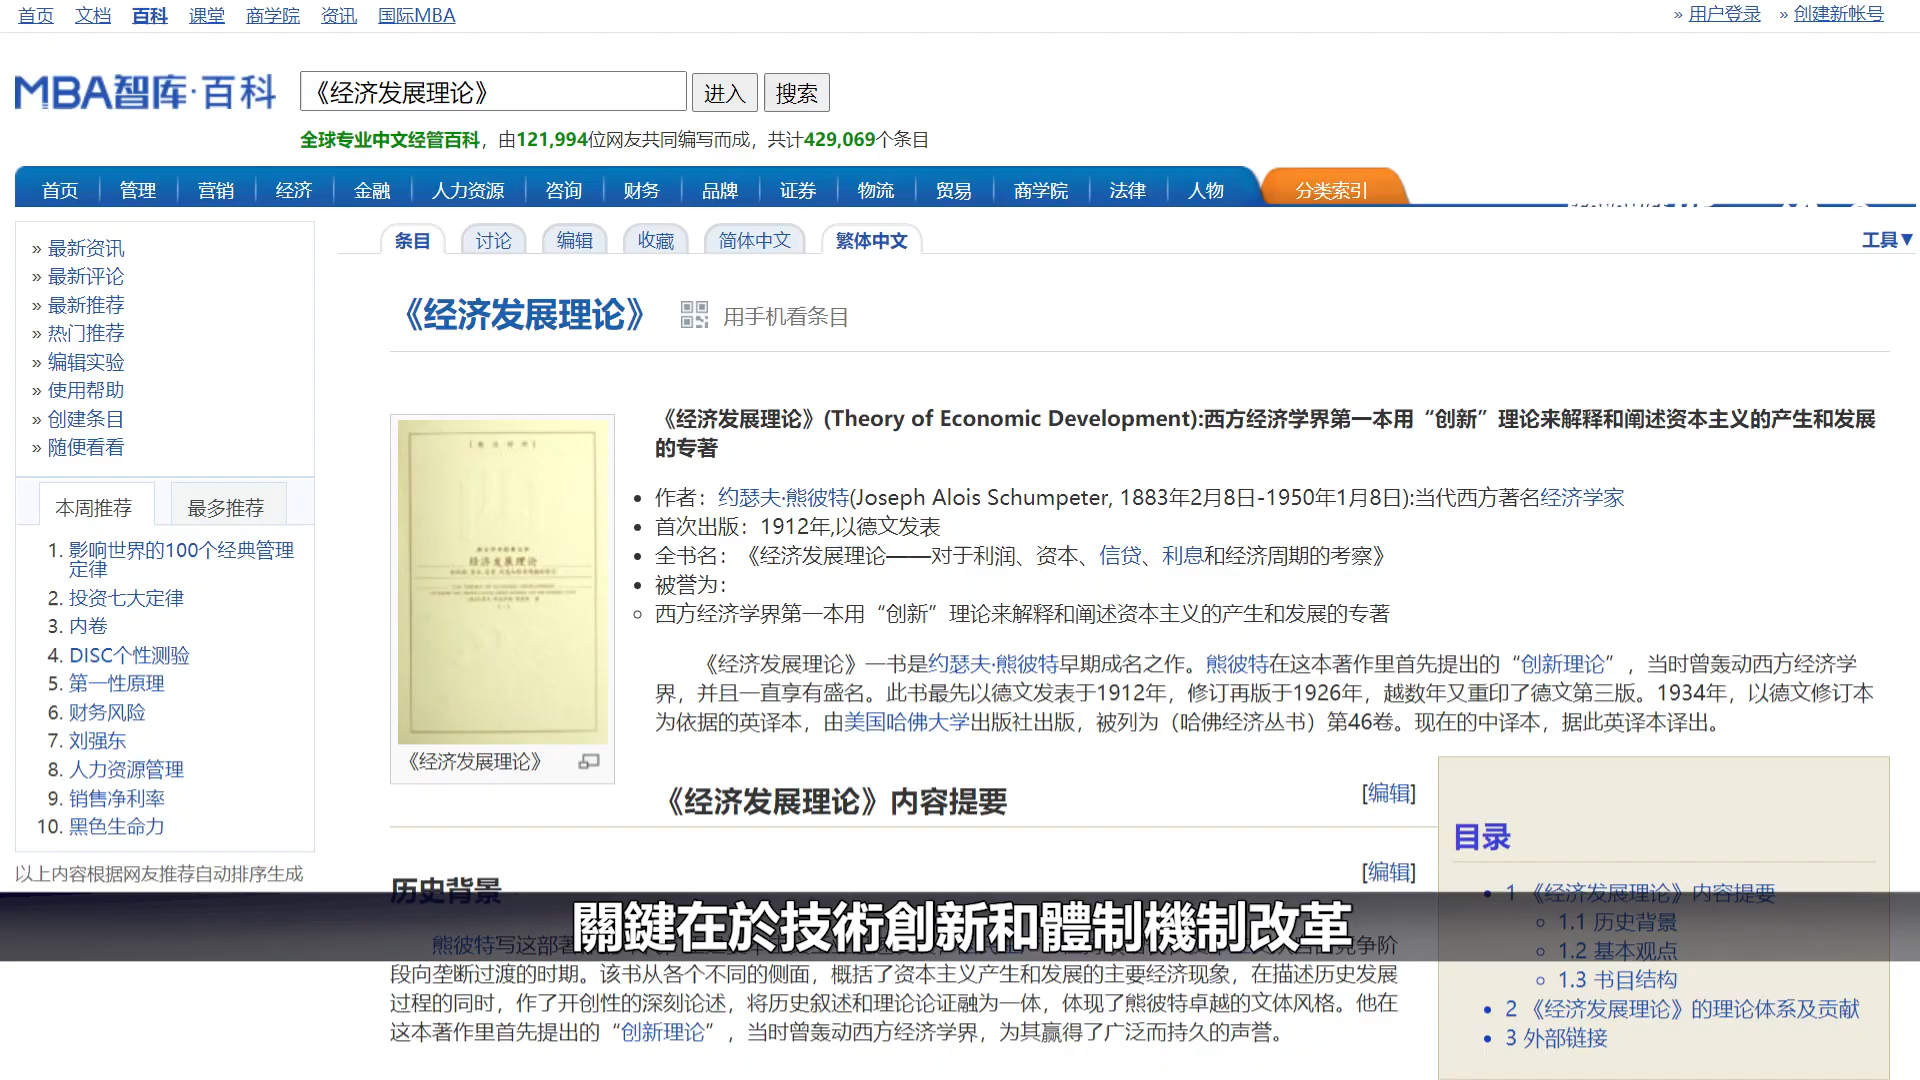 首页 文档 百科 课堂 商学院 资讯 国际MBA
» 用户登录 » 创建新帐号
MBA智库·百科
《经济发展理论》 进入 搜索
全球专业中文经管百科，由121,994位网友共同编写而成，共计429,069个条目
首页 管理 营销 经济 金融 人力资源 咨询 财务 品牌 证券 物流 贸易 商学院 法律 人物 分类索引
» 最新资讯
» 最新评论
» 最新推荐
» 热门推荐
» 编辑实验
» 使用帮助
» 创建条目
» 随便看看
本周推荐 最多推荐
1. 影响世界的100个经典管理
定律
2. 投资七大定律
3. 内卷
4. DISC个性测验
5. 第一性原理
6. 财务风险
7. 刘强东
8. 人力资源管理
9. 销售净利率
10. 黑色生命力
以上内容根据网友推荐自动排序生成
条目 讨论 编辑 收藏 简体中文 繁体中文 工具▼
《经济发展理论》 用手机看条目
经济发展理论
《经济发展理论》
《经济发展理论》(Theory of Economic Development):西方经济学界第一本用“创新”理论来解释和阐述资本主义的产生和发展
的专著
• 作者：约瑟夫·熊彼特(Joseph Alois Schumpeter, 1883年2月8日-1950年1月8日):当代西方著名经济学家
• 首次出版：1912年,以德文发表
• 全书名：《经济发展理论——对于利润、资本、信贷、利息和经济周期的考察》
• 被誉为：
○ 西方经济学界第一本用“创新”理论来解释和阐述资本主义的产生和发展的专著
《经济发展理论》一书是约瑟夫·熊彼特早期成名之作。熊彼特在这本著作里首先提出的“创新理论”，当时曾轰动西方经济学
界，并且一直享有盛名。此书最先以德文发表于1912年，修订再版于1926年，越数年又重印了德文第三版。1934年，以德文修订本
为依据的英译本，由美国哈佛大学出版社出版，被列为（哈佛经济丛书）第46卷。现在的中译本，据此英译本译出。
《经济发展理论》内容提要 [编辑]
历史背景 [编辑]
熊彼特写这部著
竞争阶
段向垄断过渡的时期。该书从各个不同的侧面，概括了资本主义产生和发展的主要经济现象，在描述历史发展
过程的同时，作了开创性的深刻论述，将历史叙述和理论论证融为一体，体现了熊彼特卓越的文体风格。他在
这本著作里首先提出的“创新理论”，当时曾轰动西方经济学界，为其赢得了广泛而持久的声誉。
目录
• 1 《经济发展理论》内容提要
○ 1.1 历史背景
○ 1.2 基本观点
○ 1.3 书目结构
• 2 《经济发展理论》的理论体系及贡献
• 3 外部链接
關鍵在於技術創新和體制機制改革